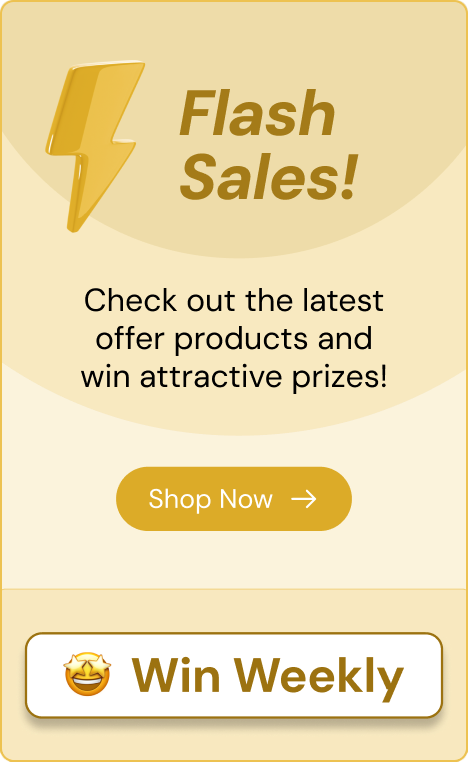 Flash
Sales!
Check out the latest
offer products and
win attractive prizes!
Shop Now →
🤩 Win Weekly